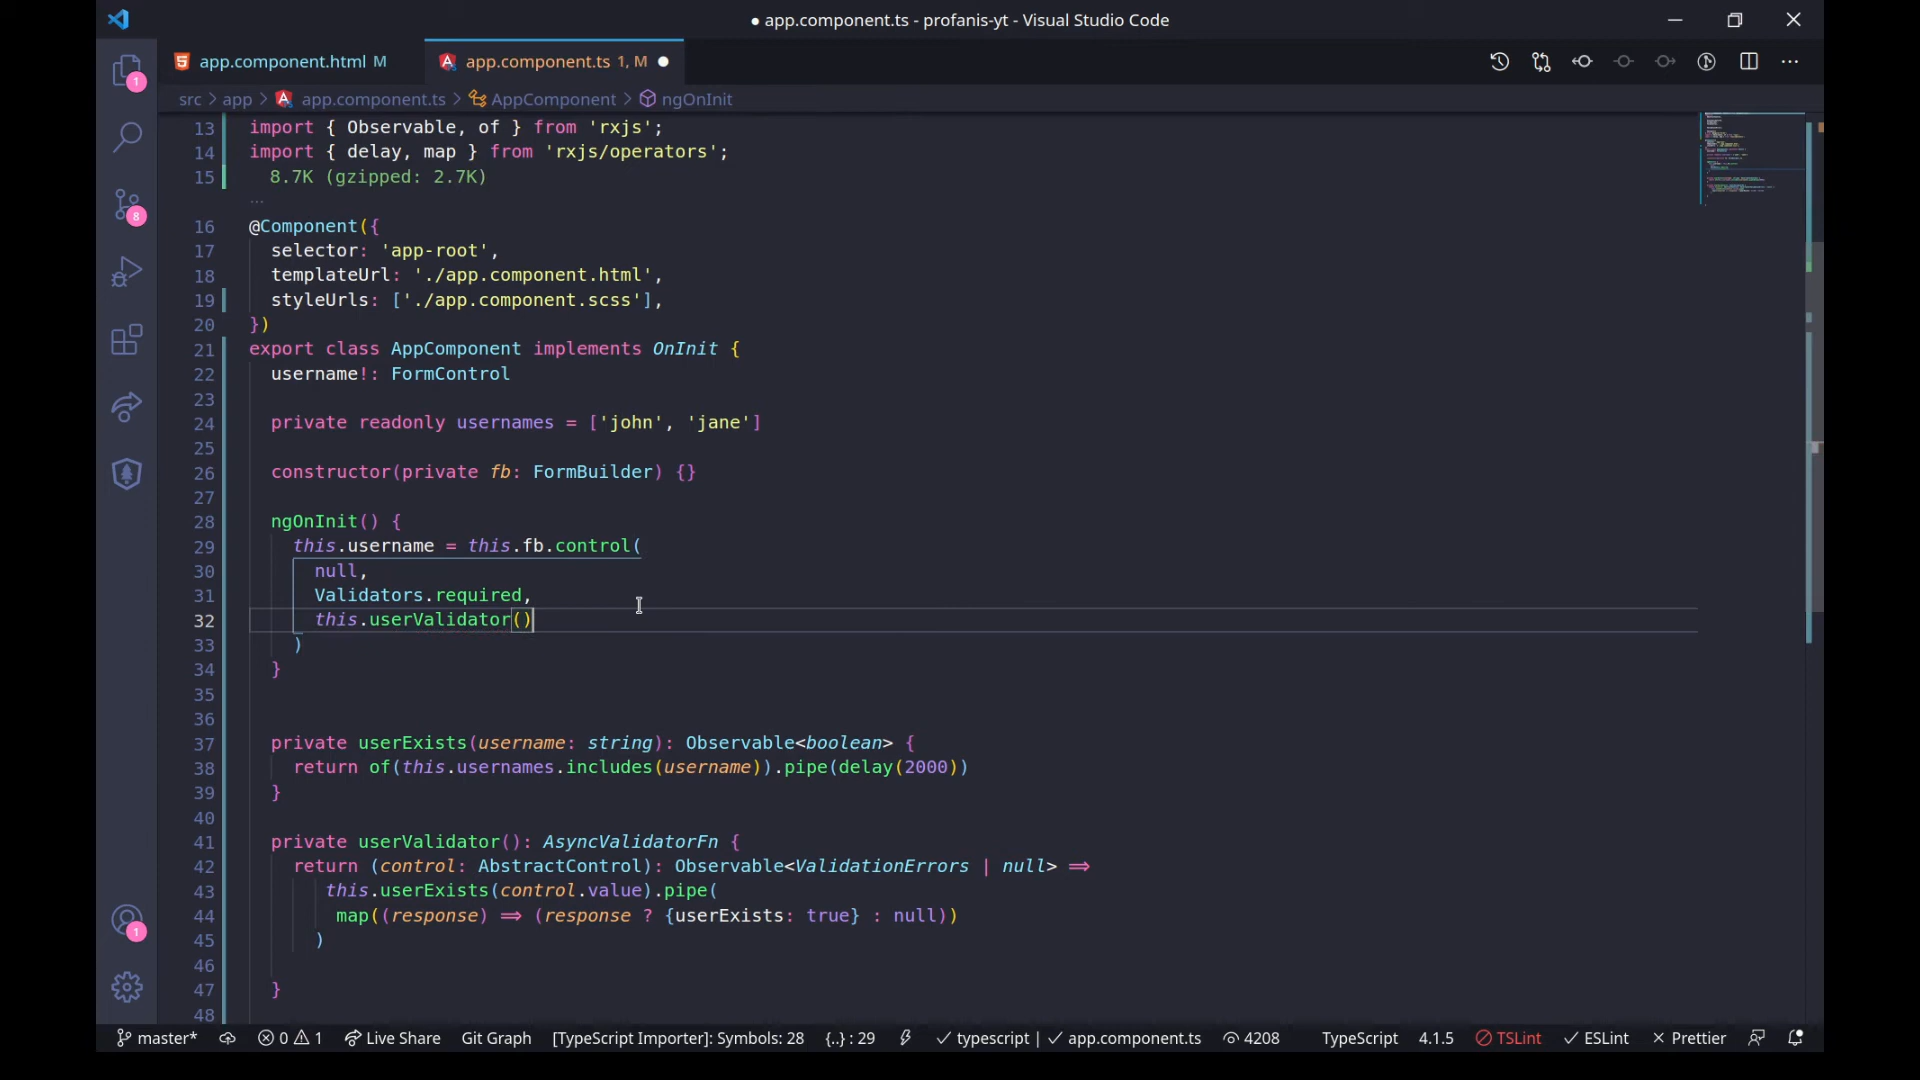 ● app.component.ts - profanis-yt - Visual Studio Code
app.component.html M
app.component.ts 1, M ●
src > app > app.component.ts > AppComponent > ngOnInit
13 import { Observable, of } from 'rxjs';
14 import { delay, map } from 'rxjs/operators';
15 8.7K (gzipped: 2.7K)
...
16 @Component({
17 selector: 'app-root',
18 templateUrl: './app.component.html',
19 styleUrls: ['./app.component.scss'],
20 })
21 export class AppComponent implements OnInit {
22 username!: FormControl
23
24 private readonly usernames = ['john', 'jane']
25
26 constructor(private fb: FormBuilder) {}
27
28 ngOnInit() {
29 this.username = this.fb.control(
30 null,
31 Validators.required,
32 this.userValidator()
33 )
34 }
35
36
37 private userExists(username: string): Observable<boolean> {
38 return of(this.usernames.includes(username)).pipe(delay(2000))
39 }
40
41 private userValidator(): AsyncValidatorFn {
42 return (control: AbstractControl): Observable<ValidationErrors | null> ⇒
43 this.userExists(control.value).pipe(
44 map((response) ⇒ (response ? {userExists: true} : null))
45 )
46
47 }
48
1
8
1
master* 0 1 Live Share Git Graph [TypeScript Importer]: Symbols: 28 {..} : 29 typescript | app.component.ts 4208 TypeScript 4.1.5 TSLint ESLint Prettier